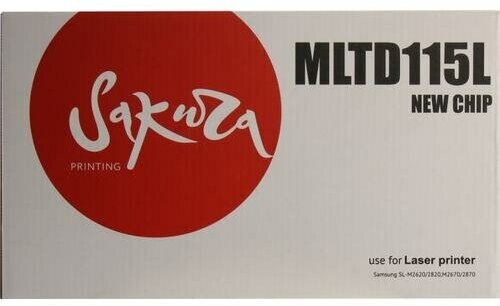 Sakura
PRINTING
MLTD115L
NEW CHIP
use for Laser printer
Samsung SL-M2620/2820,M2670/2870